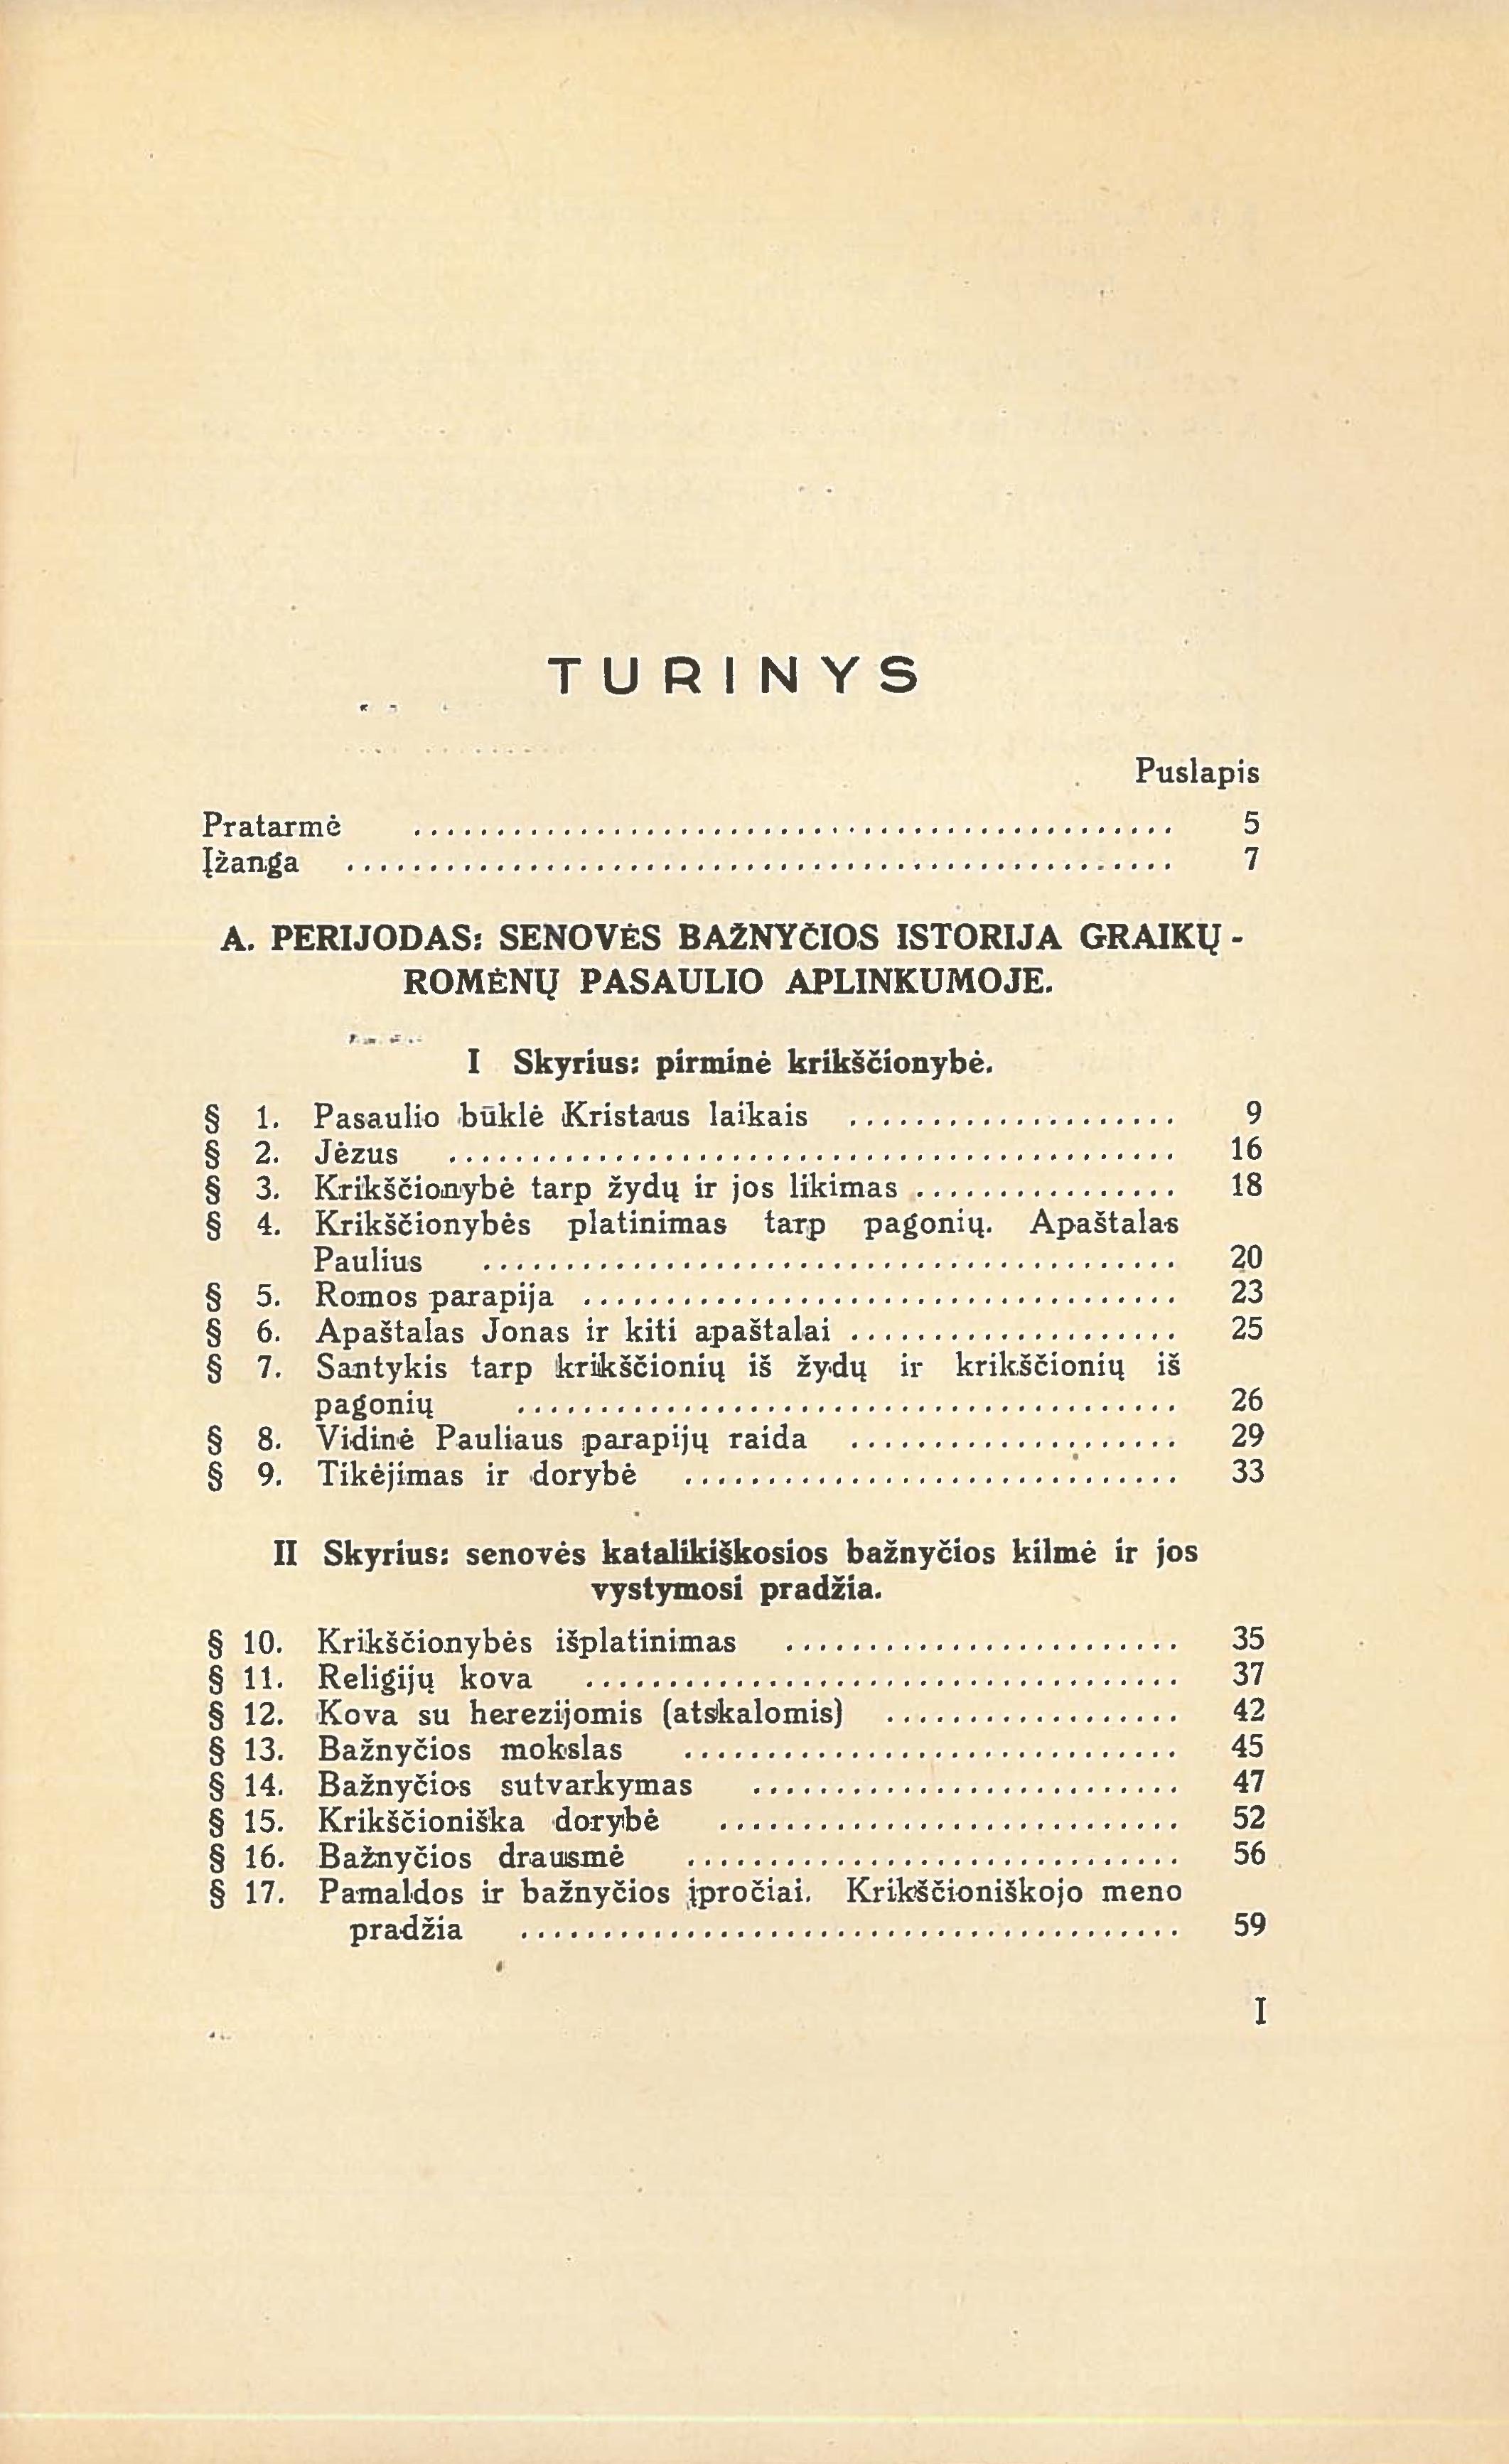 TURINYS
Puslapis
Pratarmė ............................................. 5
Įžanga ................................................. 7
A. PERIJODAS: SENOVĖS BAŽNYČIOS ISTORIJA GRAIKŲ-
ROMĖNŲ PASAULIO APLINKUMOJE.
I Skyrius: pirminė krikščionybė.
§ 1. Pasaulio būklė Kristaus laikais .................... 9
§ 2. Jėzus ............................................ 16
§ 3. Krikščionybė tarp žydų ir jos likimas ................ 18
§ 4. Krikščionybės platinimas tarp pagonių. Apaštalas
Paulius .......................................... 20
§ 5. Romos parapija .................................... 23
§ 6. Apaštalas Jonas ir kiti apaštalai .................... 25
§ 7. Santykis tarp krikščionių iš žydų ir krikščionių iš
pagonių ........................................ 26
§ 8. Vidinė Pauliaus parapijų raida .................... 29
§ 9. Tikėjimas ir dorybė .............................. 33
II Skyrius: senovės katalikiškosios bažnyčios kilmė ir jos
vystymosi pradžia.
§ 10. Krikščionybės išplatinimas ........................ 35
§ 11. Religijų kova .................................... 37
§ 12. Kova su herezijomis (atskalomis) .................. 42
§ 13. Bažnyčios mokslas .............................. 45
§ 14. Bažnyčios sutvarkymas .......................... 47
§ 15. Krikščioniška dorybė ............................ 52
§ 16. Bažnyčios drausmė .............................. 56
§ 17. Pamaldos ir bažnyčios įpročiai. Krikščioniškojo meno
pradžia ........................................ 59
I